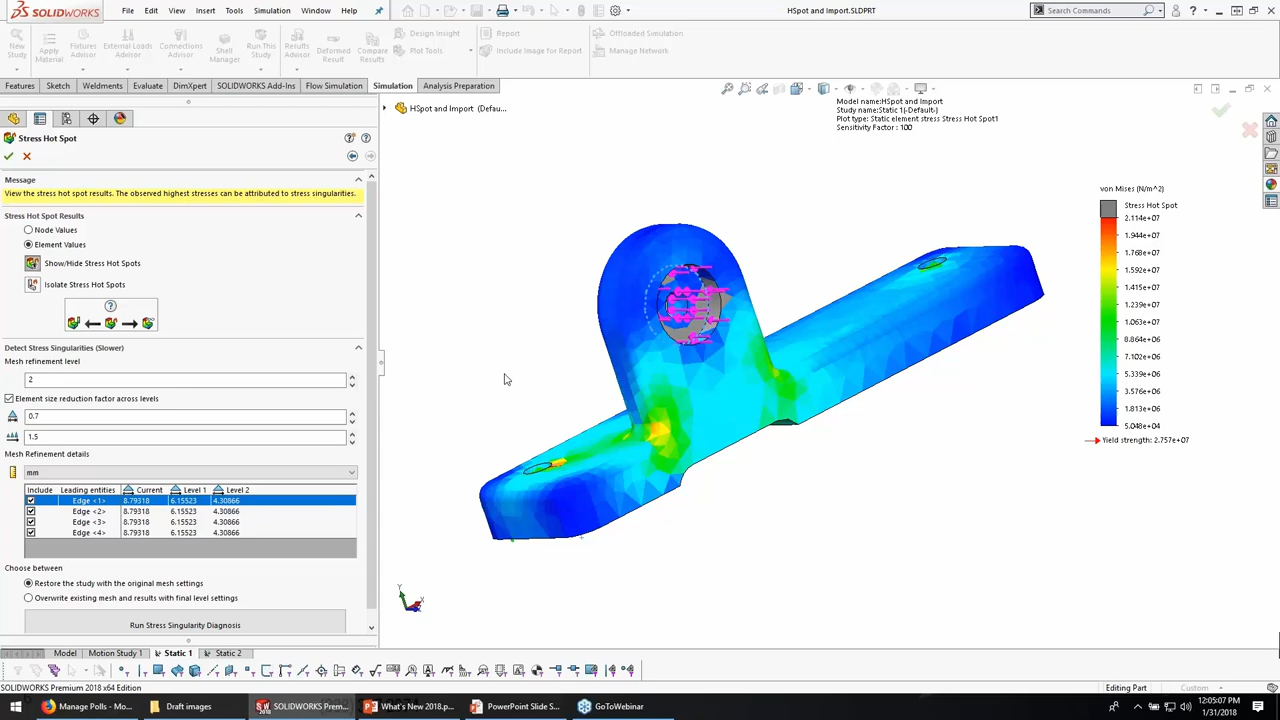 SOLIDWORKS File Edit View Insert Tools Simulation Window Help HSpot and Import.SLDPRT Search Commands
New Study
Apply Material
Fixtures Advisor
External Loads Advisor
Connections Advisor
Shell Manager
Run This Study
Results Advisor
Deformed Result
Compare Results
Design Insight
Plot Tools
Report
Include Image for Report
Offloaded Simulation
Manage Network
Features Sketch Weldments Evaluate DimXpert SOLIDWORKS Add-Ins Flow Simulation Simulation Analysis Preparation
HSpot and Import (Defau...
Model name:HSpot and Import
Study name:Static 1(-Default-)
Plot type: Static element stress Stress Hot Spot1
Sensitivity Factor : 100
Stress Hot Spot
Message
View the stress hot spot results. The observed highest stresses can be attributed to stress singularities.
Stress Hot Spot Results
Node Values
Element Values
Show/Hide Stress Hot Spots
Isolate Stress Hot Spots
Detect Stress Singularities (Slower)
Mesh refinement level
2
Element size reduction factor across levels
0.7
1.5
Mesh Refinement details
mm
Include Leading entities Current Level 1 Level 2
Edge <1> 8.79318 6.15523 4.30866
Edge <2> 8.79318 6.15523 4.30866
Edge <3> 8.79318 6.15523 4.30866
Edge <4> 8.79318 6.15523 4.30866
Choose between
Restore the study with the original mesh settings
Overwrite existing mesh and results with final level settings
Run Stress Singularity Diagnosis
von Mises (N/m^2)
Stress Hot Spot
2.114e+07
1.944e+07
1.768e+07
1.592e+07
1.415e+07
1.239e+07
1.063e+07
8.864e+06
7.102e+06
5.339e+06
3.576e+06
1.813e+06
5.048e+04
Yield strength: 2.757e+07
Y
X
Model Motion Study 1 Static 1 Static 2
SOLIDWORKS Premium 2018 x64 Edition Editing Part Custom
Manage Polls - Mo... Draft images SOLIDWORKS Prem... What's New 2018.p... PowerPoint Slide S... GoToWebinar 12:05:07 PM
1/31/2018